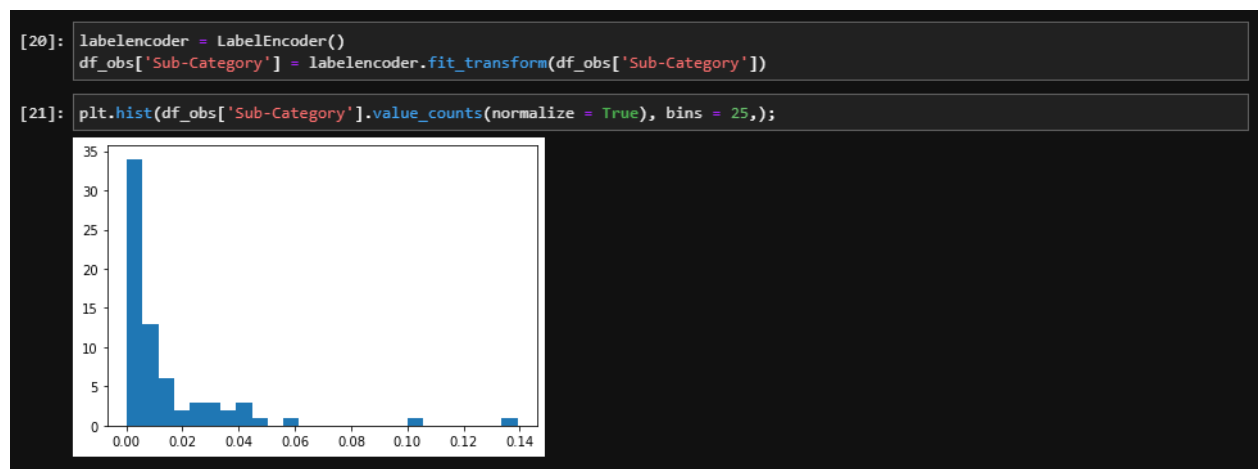 [20]: labelencoder = LabelEncoder()
df_obs['Sub-Category'] = labelencoder.fit_transform(df_obs['Sub-Category'])
[21]: plt.hist(df_obs['Sub-Category'].value_counts(normalize = True), bins = 25,);
35
30
25
20
15
10
5
0
0.00 0.02 0.04 0.06 0.08 0.10 0.12 0.14